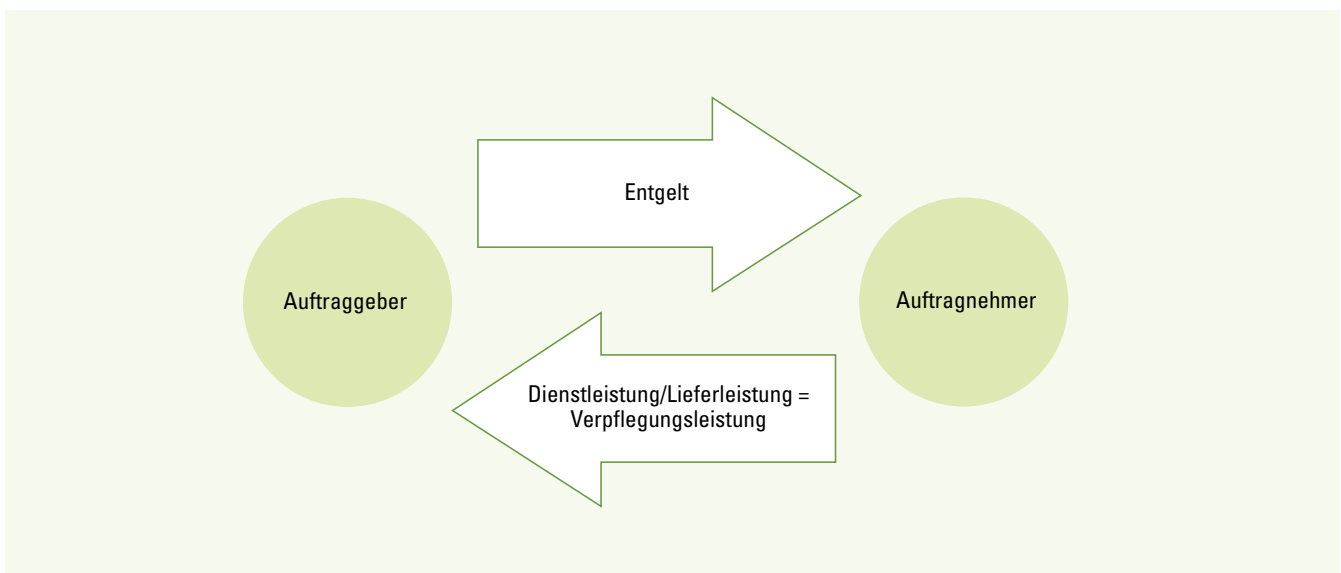 Entgelt
Auftraggeber
Auftragnehmer
Dienstleistung/Lieferleistung =
Verpflegungsleistung